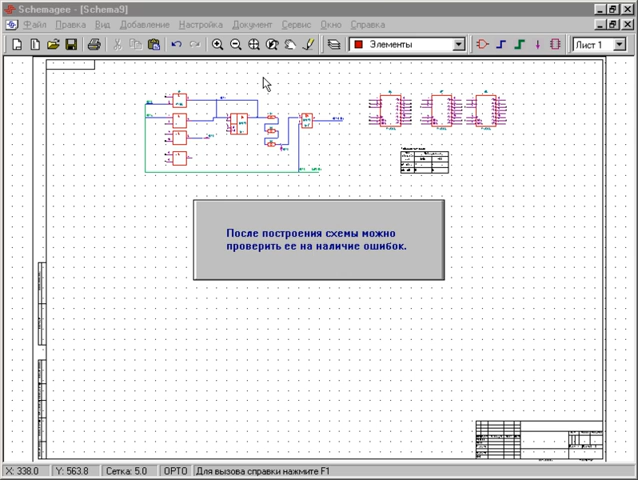 Schemagee - [Schema9]
Файл Правка Вид Добавление Настройка Документ Сервис Окно Справка
Элементы
Лист 1
После построения схемы можно
проверить ее на наличие ошибок.
X: 338.0 Y: 563.8 Сетка: 5.0 ОРТО Для вызова справки нажмите F1